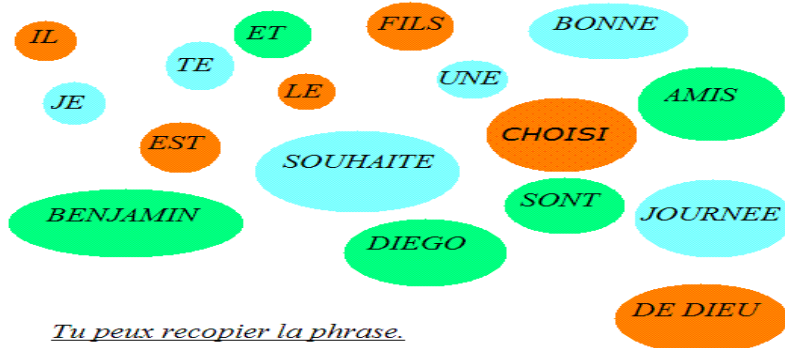 IL
ET
FILS
BONNE
TE
UNE
JE
LE
AMIS
EST
CHOISI
SOUHAITE
BENJAMIN
SONT
JOURNEE
DIEGO
DE DIEU
Tu peux recopier la phrase.